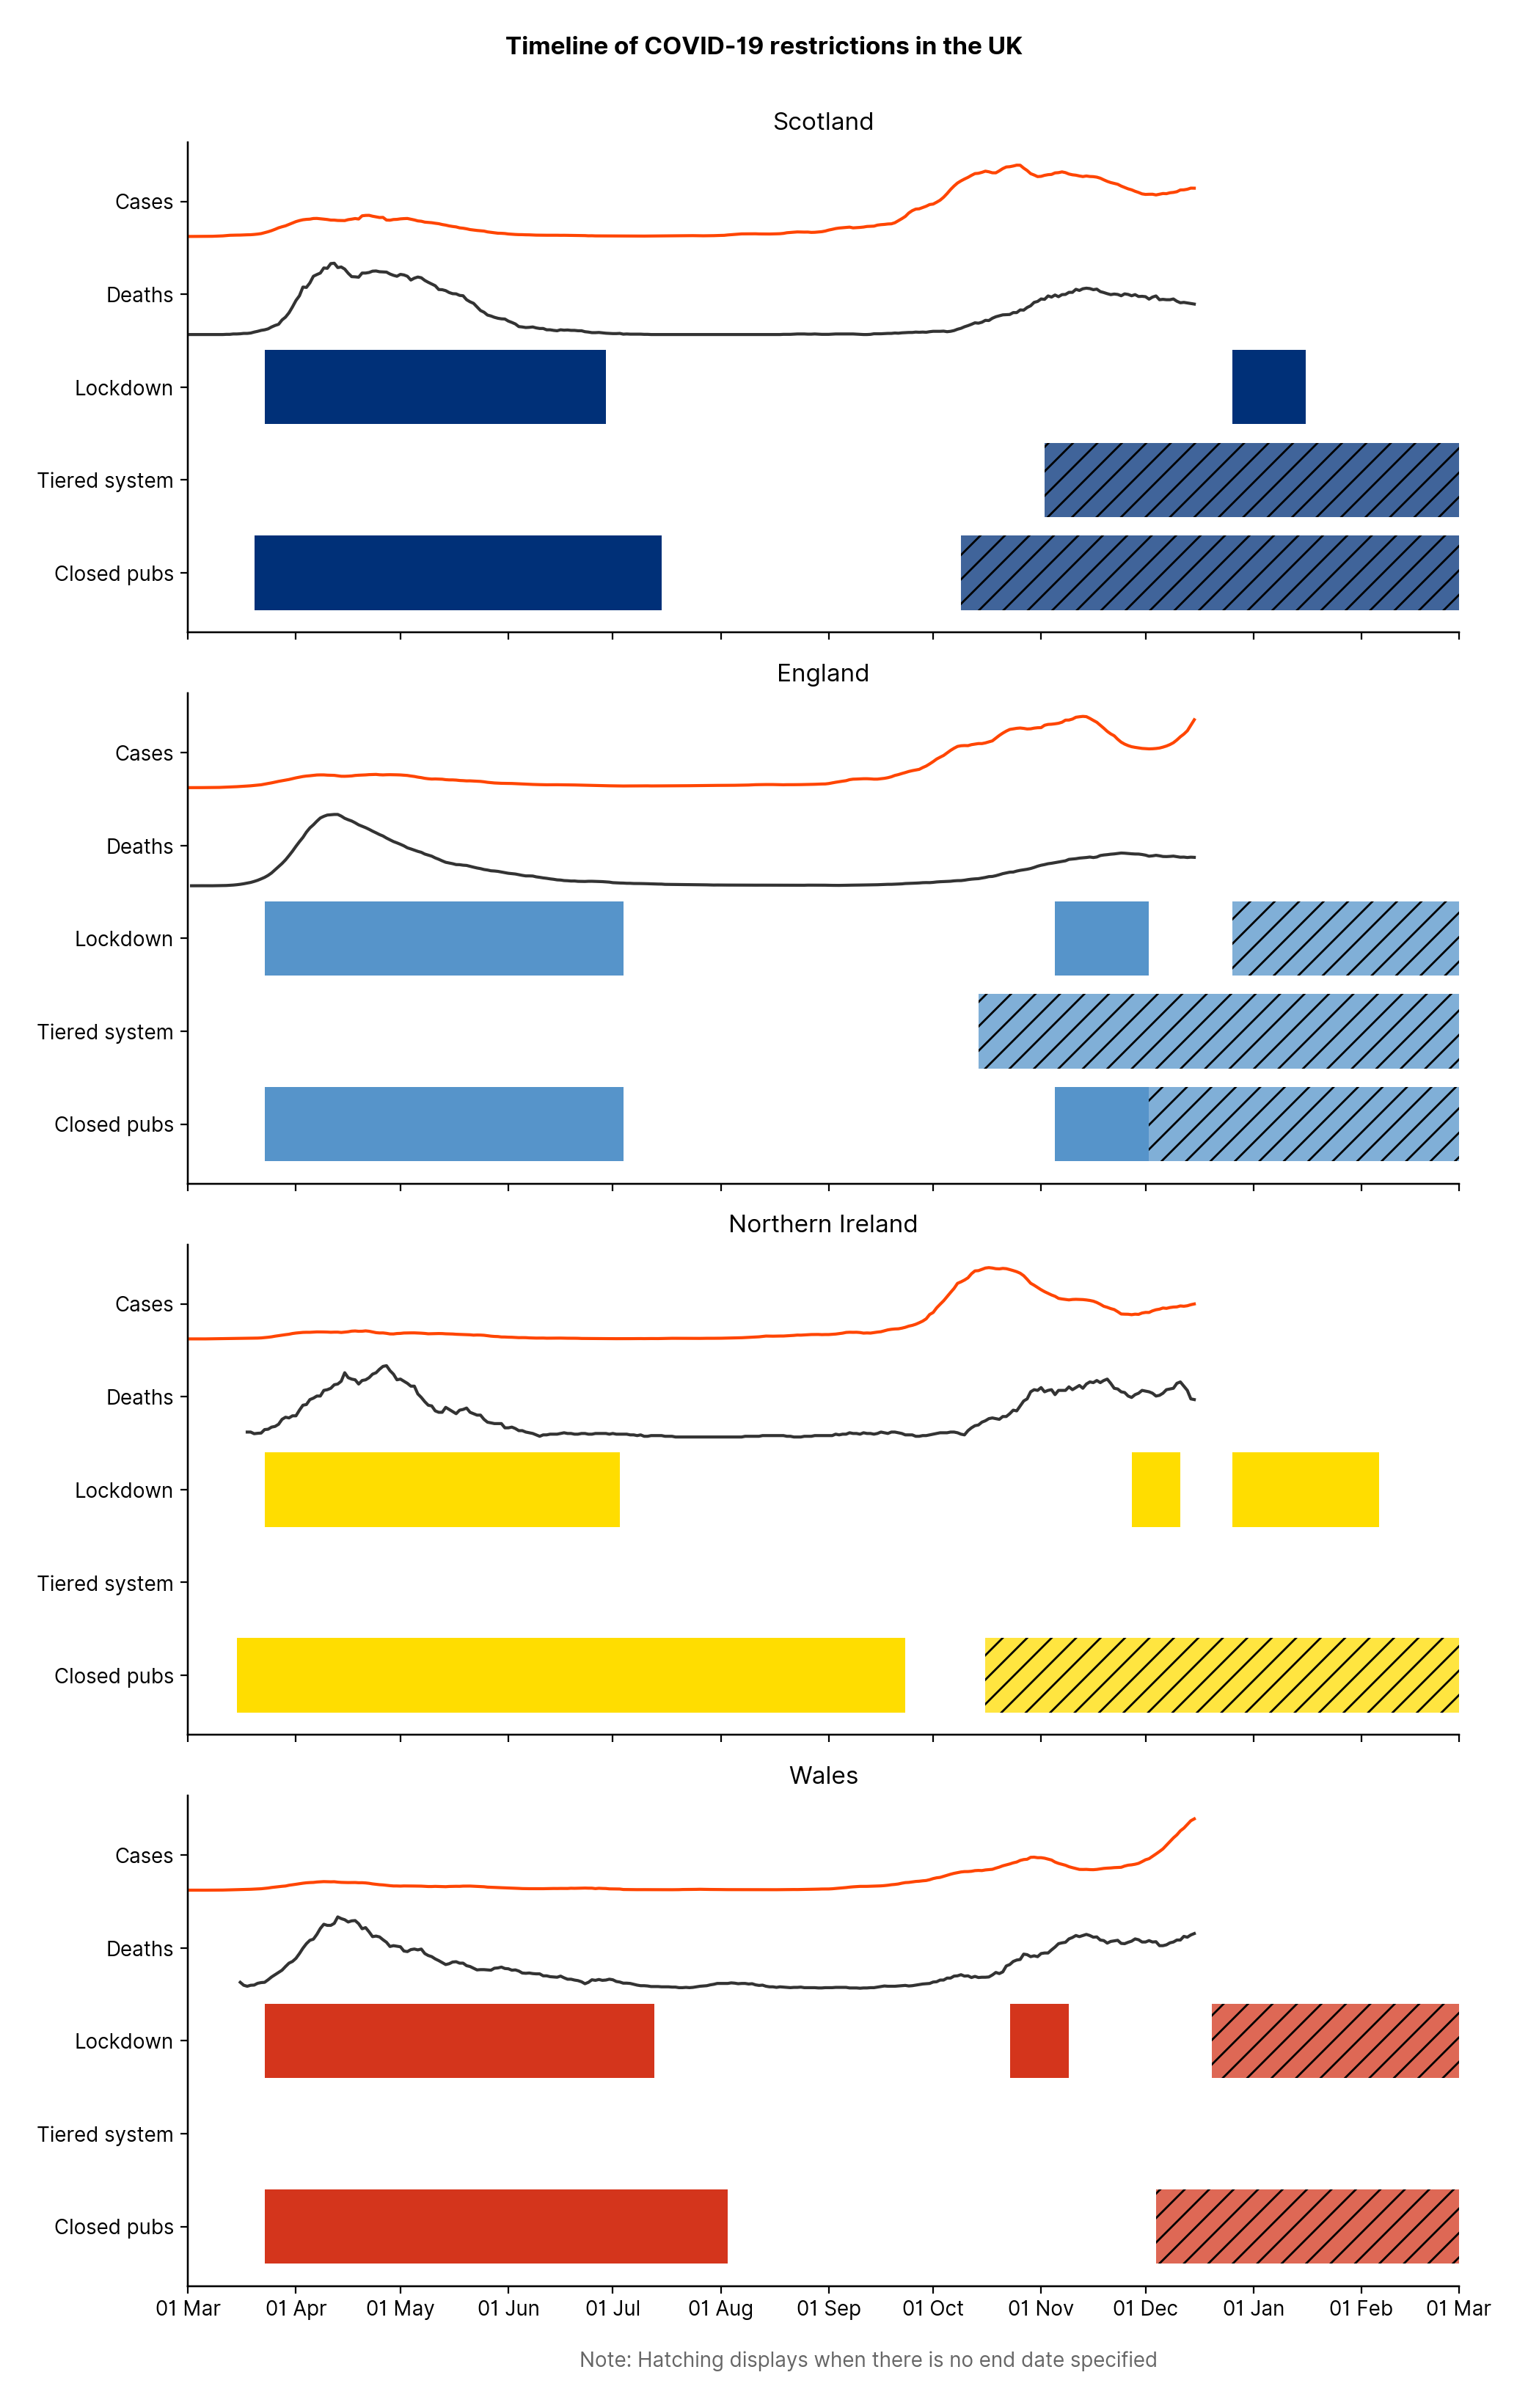 Timeline of COVID-19 restrictions in the UK
Scotland
Cases
Deaths
Lockdown
Tiered system
Closed pubs
England
Cases
Deaths
Lockdown
Tiered system
Closed pubs
Northern Ireland
Cases
Deaths
Lockdown
Tiered system
Closed pubs
Wales
Cases
Deaths
Lockdown
Tiered system
Closed pubs
01 Mar 01 Apr 01 May 01 Jun 01 Jul 01 Aug 01 Sep 01 Oct 01 Nov 01 Dec 01 Jan 01 Feb 01 Mar
Note: Hatching displays when there is no end date specified